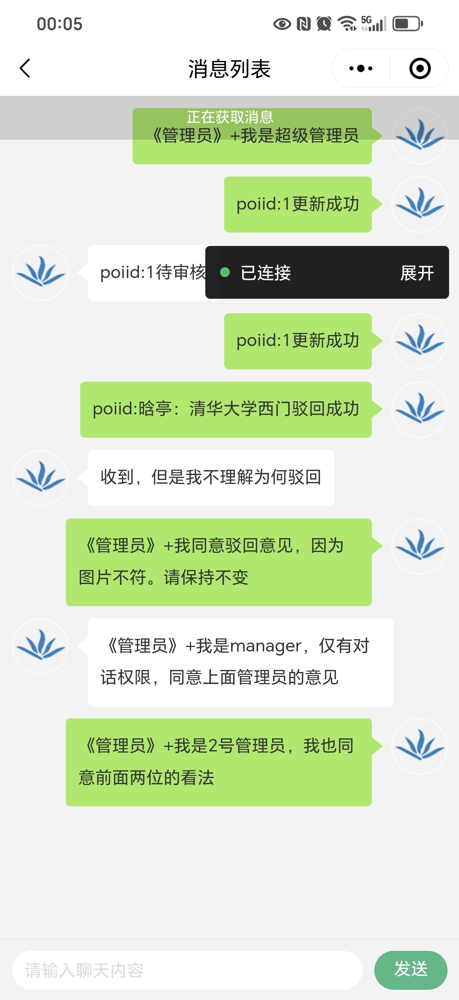 00:05
5G
消息列表
正在获取消息
《管理员》+我是超级管理员
poiid:1更新成功
poiid:1待审核
已连接
展开
poiid:1更新成功
poiid:晗亭：清华大学西门驳回成功
收到，但是我不理解为何驳回
《管理员》+我同意驳回意见，因为
图片不符。请保持不变
《管理员》+我是manager，仅有对
话权限，同意上面管理员的意见
《管理员》+我是2号管理员，我也同
意前面两位的看法
请输入聊天内容
发送